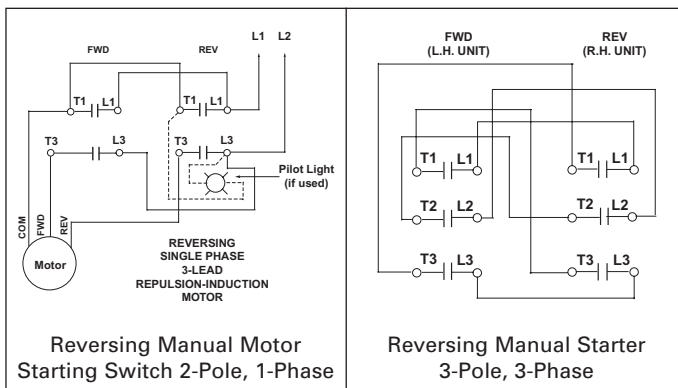 L1 L2
FWD REV
T1 L1 T1 L1
T3 L3 T3 L3
Pilot Light
(if used)
COM
FWD
REV
Motor
REVERSING
SINGLE PHASE
3-LEAD
REPULSION-INDUCTION
MOTOR
Reversing Manual Motor
Starting Switch 2-Pole, 1-Phase
FWD
(L.H. UNIT)
REV
(R.H. UNIT)
T1 L1 T1 L1
T2 L2 T2 L2
T3 L3 T3 L3
Reversing Manual Starter
3-Pole, 3-Phase